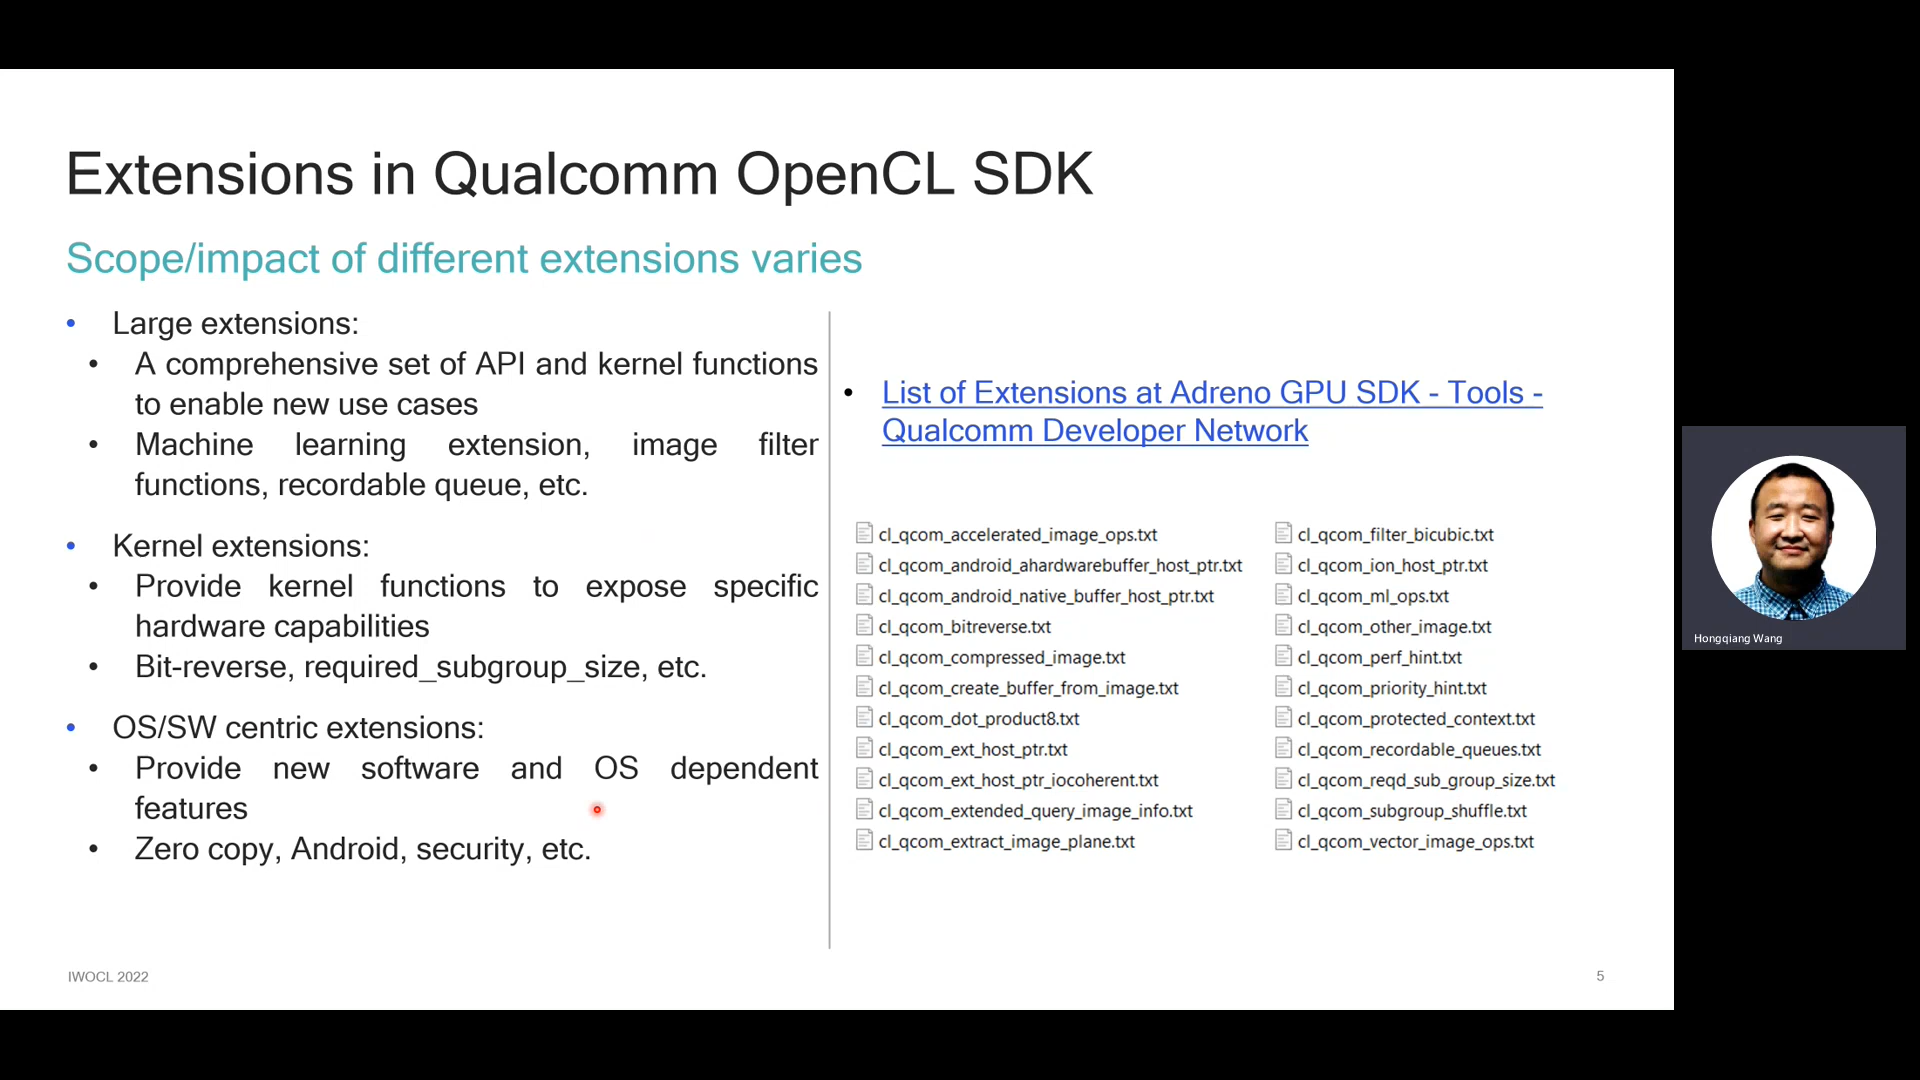 Extensions in Qualcomm OpenCL SDK
Scope/impact of different extensions varies
• Large extensions:
• A comprehensive set of API and kernel functions
to enable new use cases
• Machine learning extension, image filter
functions, recordable queue, etc.
• Kernel extensions:
• Provide kernel functions to expose specific
hardware capabilities
• Bit-reverse, required_subgroup_size, etc.
• OS/SW centric extensions:
• Provide new software and OS dependent
features
• Zero copy, Android, security, etc.
• List of Extensions at Adreno GPU SDK - Tools -
Qualcomm Developer Network
cl_qcom_accelerated_image_ops.txt
cl_qcom_android_ahardwarebuffer_host_ptr.txt
cl_qcom_android_native_buffer_host_ptr.txt
cl_qcom_bitreverse.txt
cl_qcom_compressed_image.txt
cl_qcom_create_buffer_from_image.txt
cl_qcom_dot_product8.txt
cl_qcom_ext_host_ptr.txt
cl_qcom_ext_host_ptr_iocoherent.txt
cl_qcom_extended_query_image_info.txt
cl_qcom_extract_image_plane.txt
cl_qcom_filter_bicubic.txt
cl_qcom_ion_host_ptr.txt
cl_qcom_ml_ops.txt
cl_qcom_other_image.txt
cl_qcom_perf_hint.txt
cl_qcom_priority_hint.txt
cl_qcom_protected_context.txt
cl_qcom_recordable_queues.txt
cl_qcom_reqd_sub_group_size.txt
cl_qcom_subgroup_shuffle.txt
cl_qcom_vector_image_ops.txt
Hongqiang Wang
IWOCL 2022
5